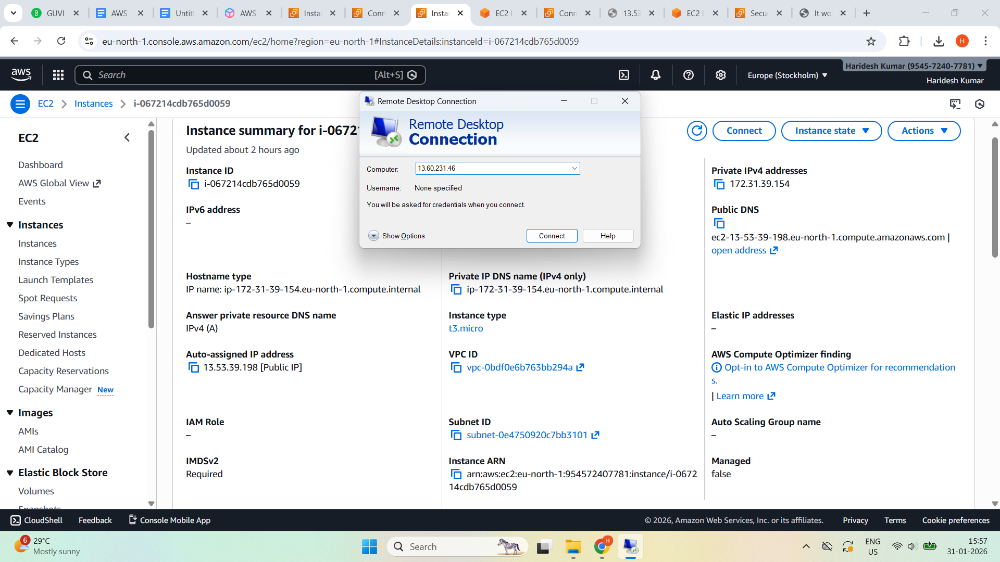 GUVI
AWS
Untit
AWS
Insta
Conn
Insta
EC2 I
Conn
13.53
EC2 I
Secu
It wo
eu-north-1.console.aws.amazon.com/ec2/home?region=eu-north-1#InstanceDetails:instanceId=i-067214cdb765d0059
H
aws
Search
[Alt+S]
Europe (Stockholm)
Haridesh Kumar (9545-7240-7781)
Haridesh Kumar
EC2
Instances
i-067214cdb765d0059
EC2
Dashboard
AWS Global View
Events
Instances
Instances
Instance Types
Launch Templates
Spot Requests
Savings Plans
Reserved Instances
Dedicated Hosts
Capacity Reservations
Capacity Manager New
Images
AMIs
AMI Catalog
Elastic Block Store
Volumes
Snapshots
Instance summary for i-0672
Updated about 2 hours ago
Connect
Instance state
Actions
Remote Desktop Connection
Remote Desktop
Connection
Computer:
13.60.231.46
Username:
None specified
You will be asked for credentials when you connect.
Show Options
Connect
Help
Instance ID
i-067214cdb765d0059
Private IPv4 addresses
172.31.39.154
IPv6 address
–
Public DNS
ec2-13-53-39-198.eu-north-1.compute.amazonaws.com |
open address
Hostname type
IP name: ip-172-31-39-154.eu-north-1.compute.internal
Private IP DNS name (IPv4 only)
ip-172-31-39-154.eu-north-1.compute.internal
Answer private resource DNS name
IPv4 (A)
Instance type
t3.micro
Elastic IP addresses
–
Auto-assigned IP address
13.53.39.198 [Public IP]
VPC ID
vpc-0bdf0e6b763bb294a
AWS Compute Optimizer finding
Opt-in to AWS Compute Optimizer for recommendation
s.
| Learn more
IAM Role
–
Subnet ID
subnet-0e4750920c7bb3101
Auto Scaling Group name
–
IMDSv2
Required
Instance ARN
arn:aws:ec2:eu-north-1:954572407781:instance/i-0672
14cdb765d0059
Managed
false
CloudShell
Feedback
Console Mobile App
© 2026, Amazon Web Services, Inc. or its affiliates.
Privacy
Terms
Cookie preferences
6
29°C
Mostly sunny
Search
H
ENG
US
15:57
31-01-2026